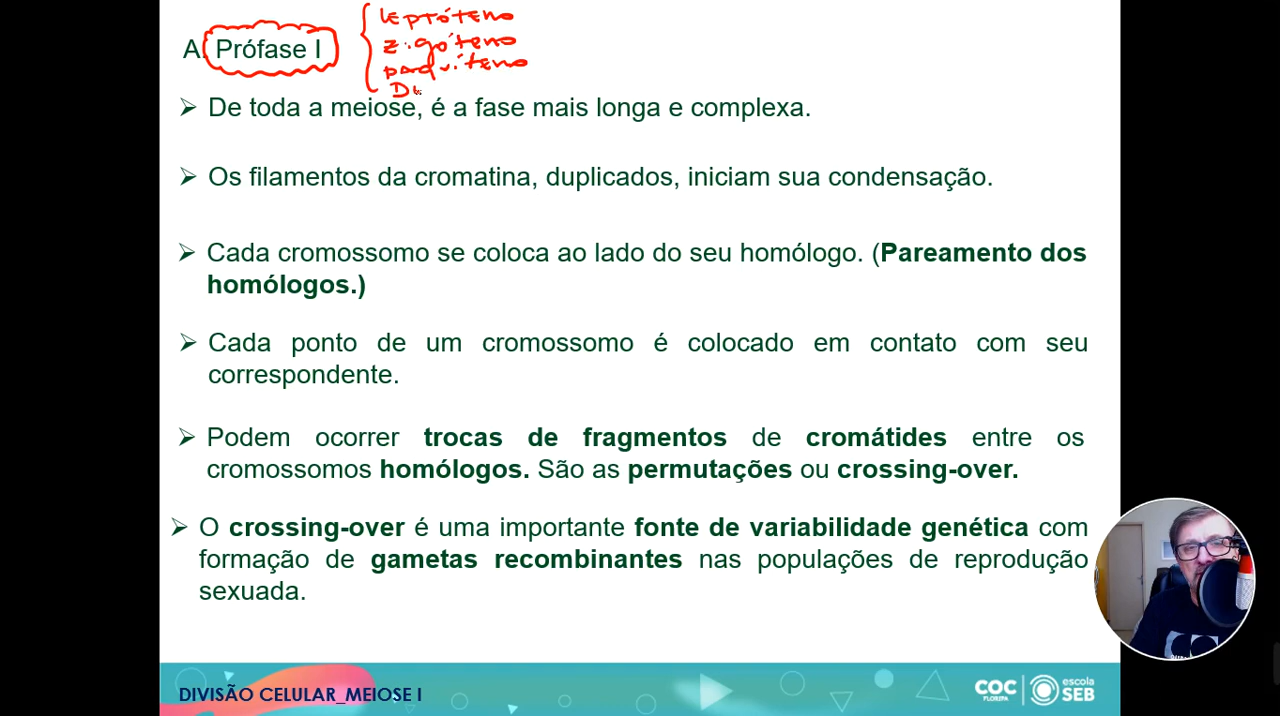 leptóteno
A. Prófase I
zigóteno
paquíteno
Di
➢ De toda a meiose, é a fase mais longa e complexa.
➢ Os filamentos da cromatina, duplicados, iniciam sua condensação.
➢ Cada cromossomo se coloca ao lado do seu homólogo. (Pareamento dos
homólogos.)
➢ Cada ponto de um cromossomo é colocado em contato com seu
correspondente.
➢ Podem ocorrer trocas de fragmentos de cromátides entre os
cromossomos homólogos. São as permutações ou crossing-over.
➢ O crossing-over é uma importante fonte de variabilidade genética com
formação de gametas recombinantes nas populações de reprodução
sexuada.
DIVISÃO CELULAR_MEIOSE I
COC
FLORIPA
escola
SEB